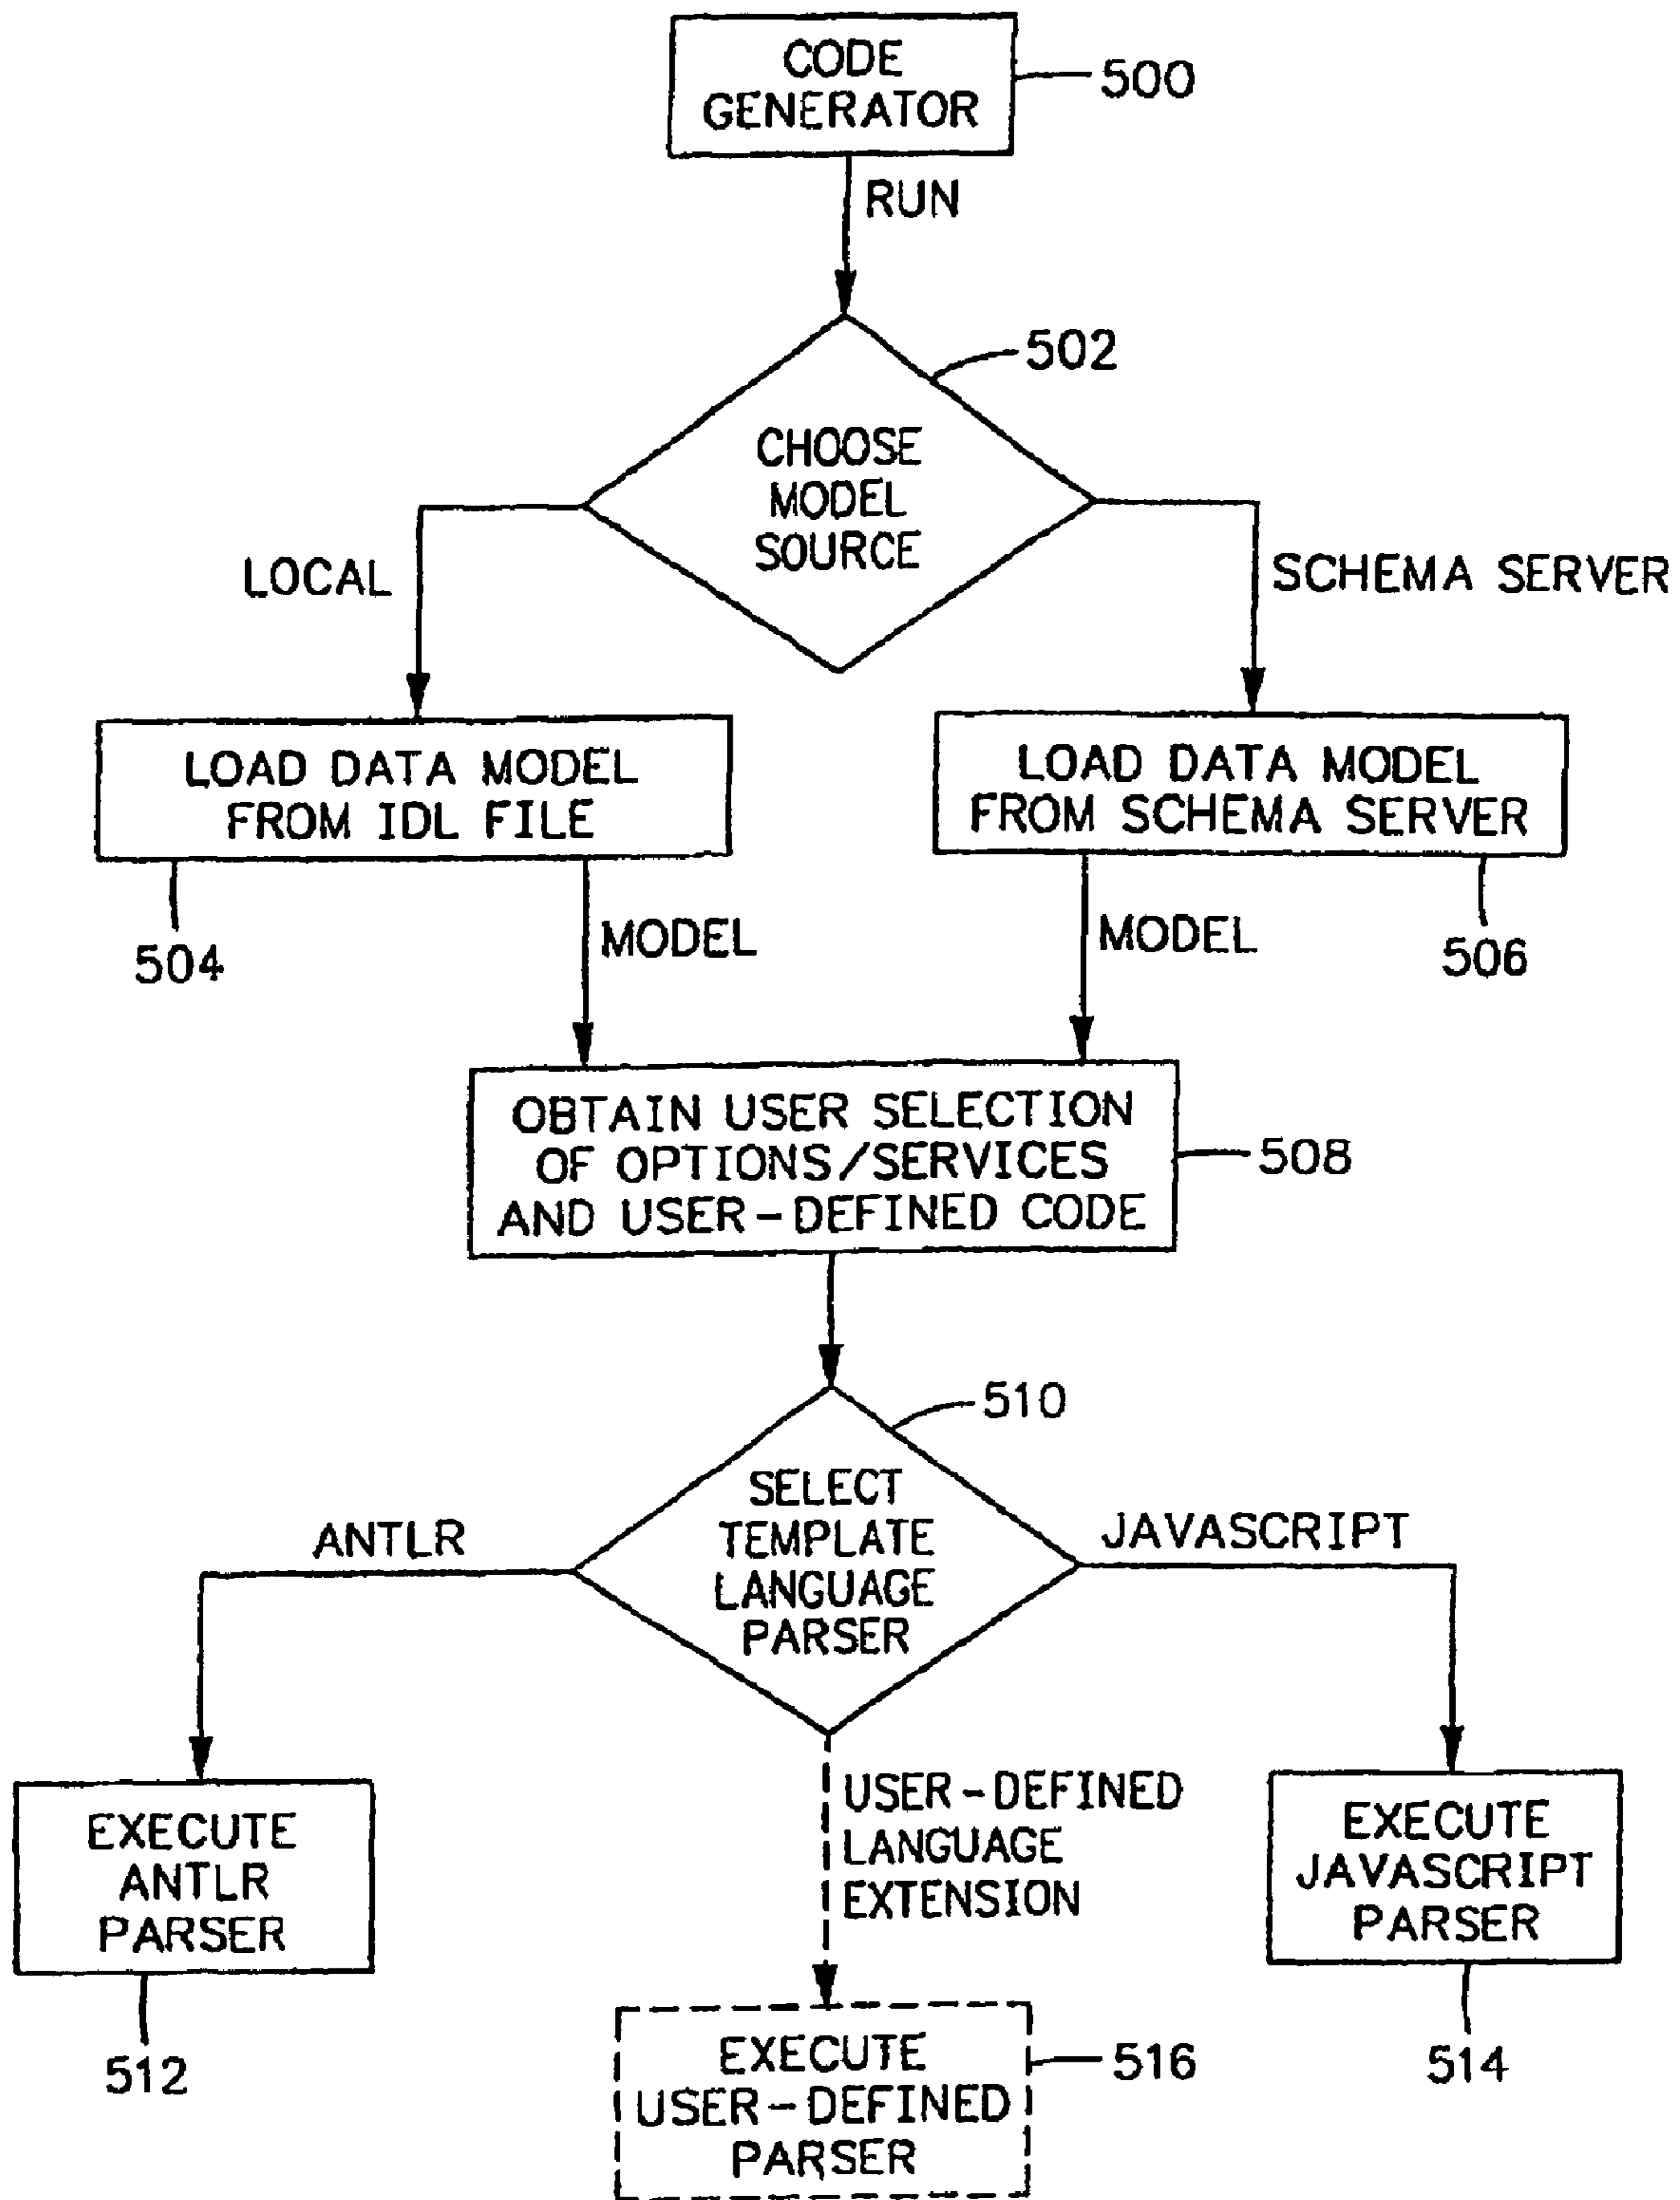 CODE
GENERATOR
500
RUN
502
CHOOSE
MODEL
SOURCE
LOCAL
SCHEMA SERVER
LOAD DATA MODEL
FROM IDL FILE
LOAD DATA MODEL
FROM SCHEMA SERVER
504
MODEL
MODEL
506
OBTAIN USER SELECTION
OF OPTIONS/SERVICES
AND USER-DEFINED CODE
508
510
SELECT
TEMPLATE
LANGUAGE
PARSER
ANTLR
JAVASCRIPT
USER-DEFINED
LANGUAGE
EXTENSION
EXECUTE
ANTLR
PARSER
EXECUTE
JAVASCRIPT
PARSER
512
EXECUTE
USER-DEFINED
PARSER
516
514